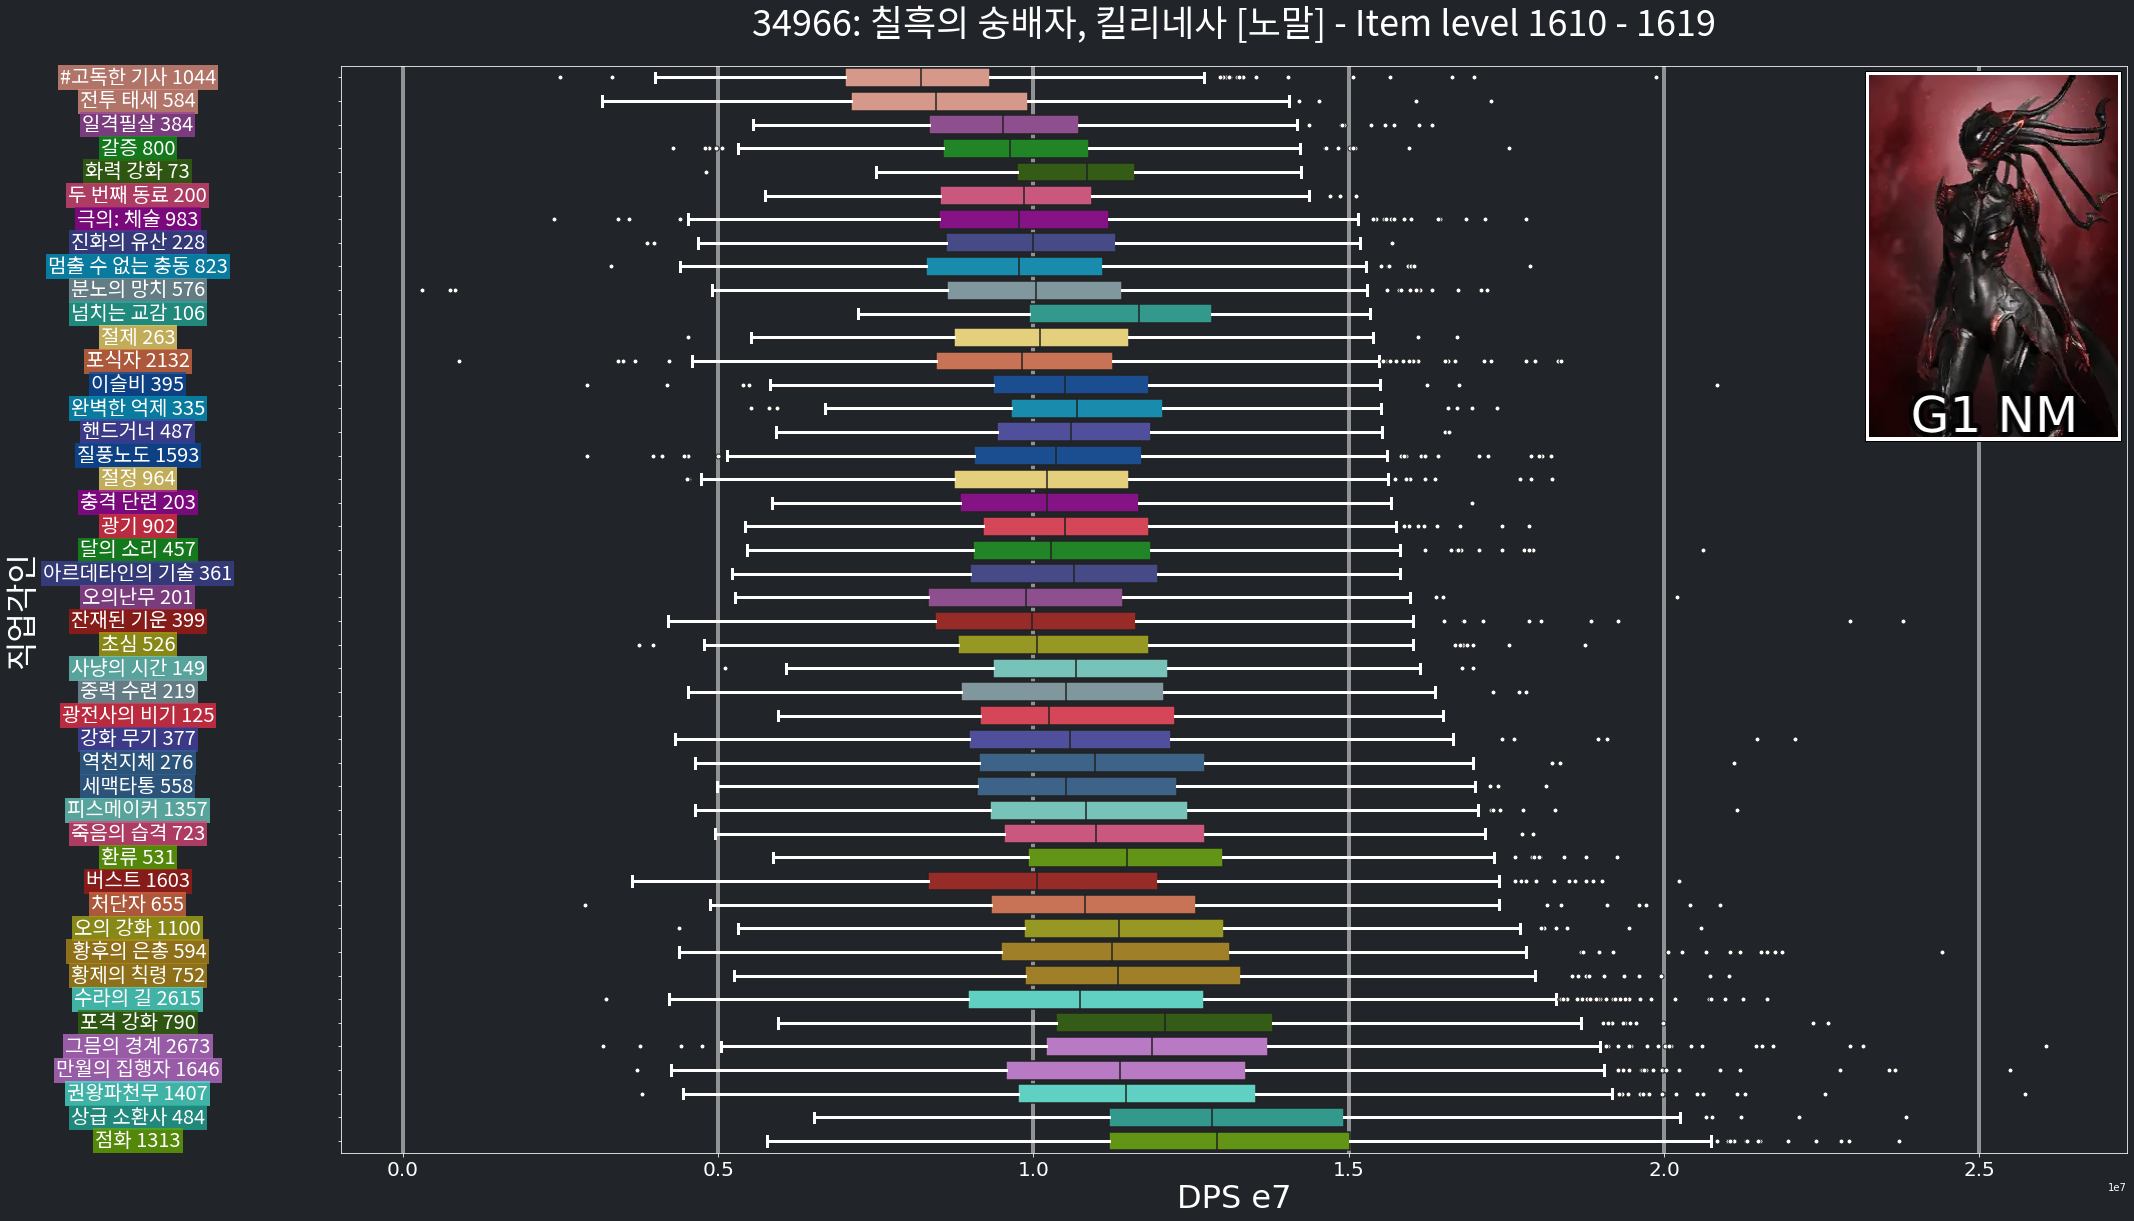 34966: 칠흑의 숭배자, 킬리네사 [노말] - Item level 1610 - 1619
#고독한 기사 1044
전투 태세 584
일격필살 384
갈증 800
화력 강화 73
두 번째 동료 200
극의: 체술 983
진화의 유산 228
멈출 수 없는 충동 823
분노의 망치 576
넘치는 교감 106
절제 263
포식자 2132
이슬비 395
완벽한 억제 335
핸드거너 487
질풍노도 1593
절정 964
충격 단련 203
광기 902
달의 소리 457
아르데타인의 기술 361
오의난무 201
잔재된 기운 399
초심 526
사냥의 시간 149
중력 수련 219
광전사의 비기 125
강화 무기 377
역천지체 276
세맥타통 558
피스메이커 1357
죽음의 습격 723
환류 531
버스트 1603
처단자 655
오의 강화 1100
황후의 은총 594
황제의 칙령 752
수라의 길 2615
포격 강화 790
그믐의 경계 2673
만월의 집행자 1646
권왕파천무 1407
상급 소환사 484
점화 1313
직업각인
G1 NM
0.0 0.5 1.0 1.5 2.0 2.5
DPS e7
1e7